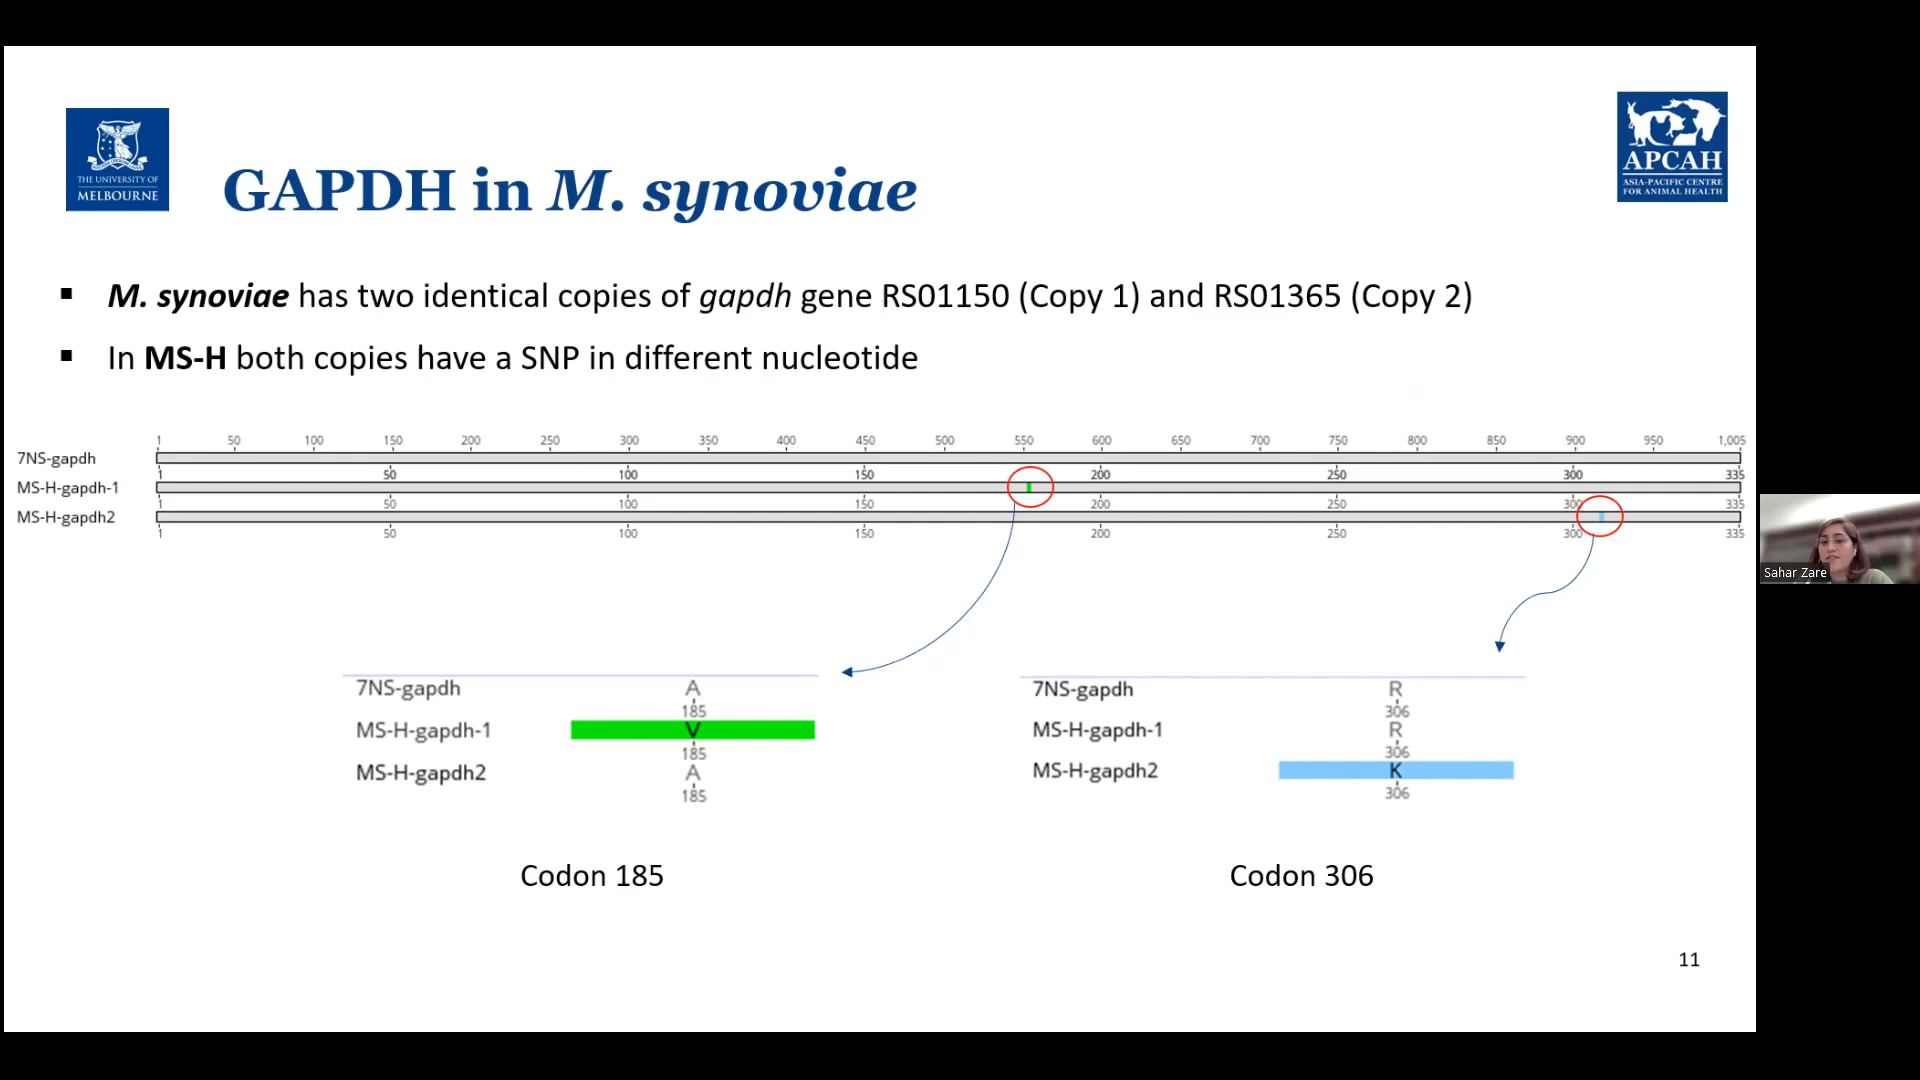 THE UNIVERSITY OF
MELBOURNE
APCAH
ASIA-PACIFIC CENTRE
FOR ANIMAL HEALTH
GAPDH in M. synoviae
▪ M. synoviae has two identical copies of gapdh gene RS01150 (Copy 1) and RS01365 (Copy 2)
▪ In MS-H both copies have a SNP in different nucleotide
1 50 100 150 200 250 300 350 400 450 500 550 600 650 700 750 800 850 900 950 1,005
7NS-gapdh
1 50 100 150 200 250 300 335
MS-H-gapdh-1
1 50 100 150 200 250 300 335
MS-H-gapdh2
1 50 100 150 200 250 300 335
Sahar Zare
7NS-gapdh A
185
MS-H-gapdh-1 V
185
MS-H-gapdh2 A
185
Codon 185
7NS-gapdh R
306
MS-H-gapdh-1 R
306
MS-H-gapdh2 K
306
Codon 306
11